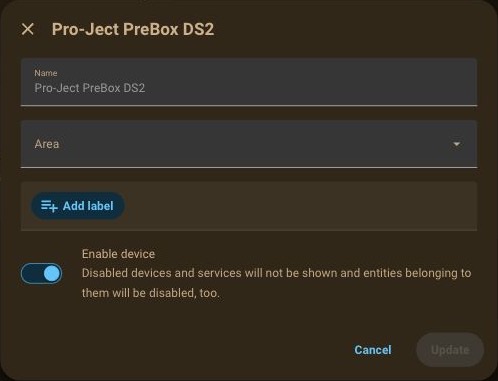 Pro-Ject PreBox DS2
Name
Pro-Ject PreBox DS2
Area
Add label
Enable device
Disabled devices and services will not be shown and entities belonging to
them will be disabled, too.
Cancel
Update